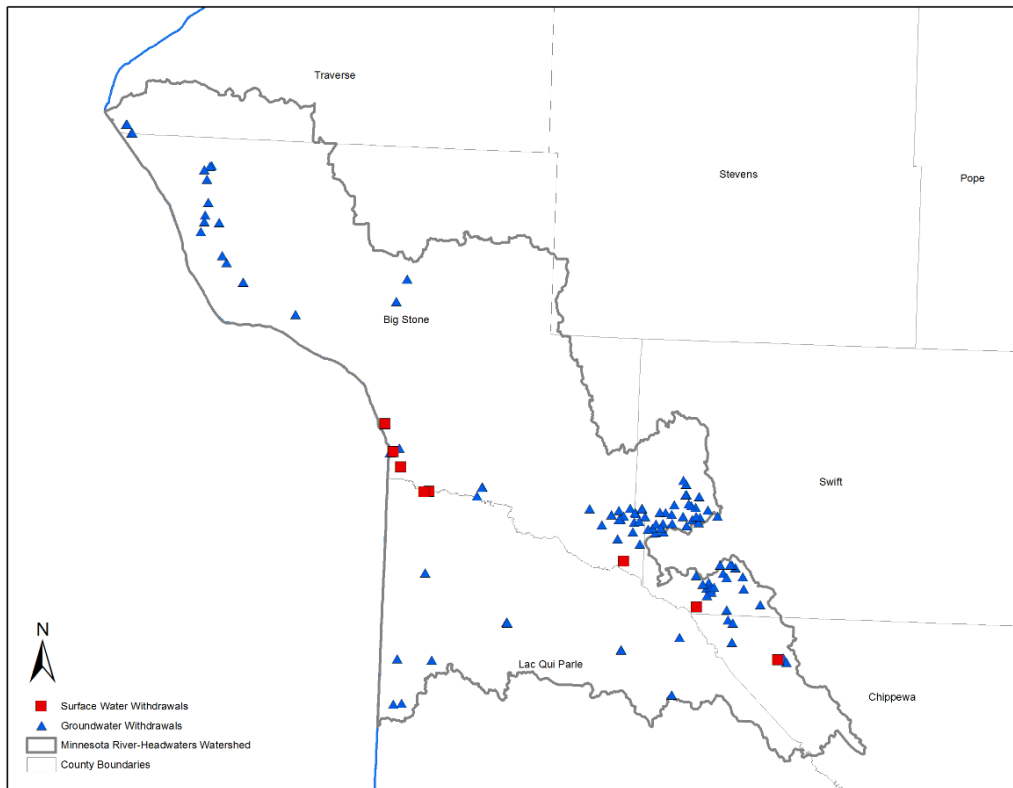 Traverse
Stevens
Pope
Big Stone
Swift
N
Lac Qui Parle
Chippewa
Surface Water Withdrawals
Groundwater Withdrawals
Minnesota River-Headwaters Watershed
County Boundaries